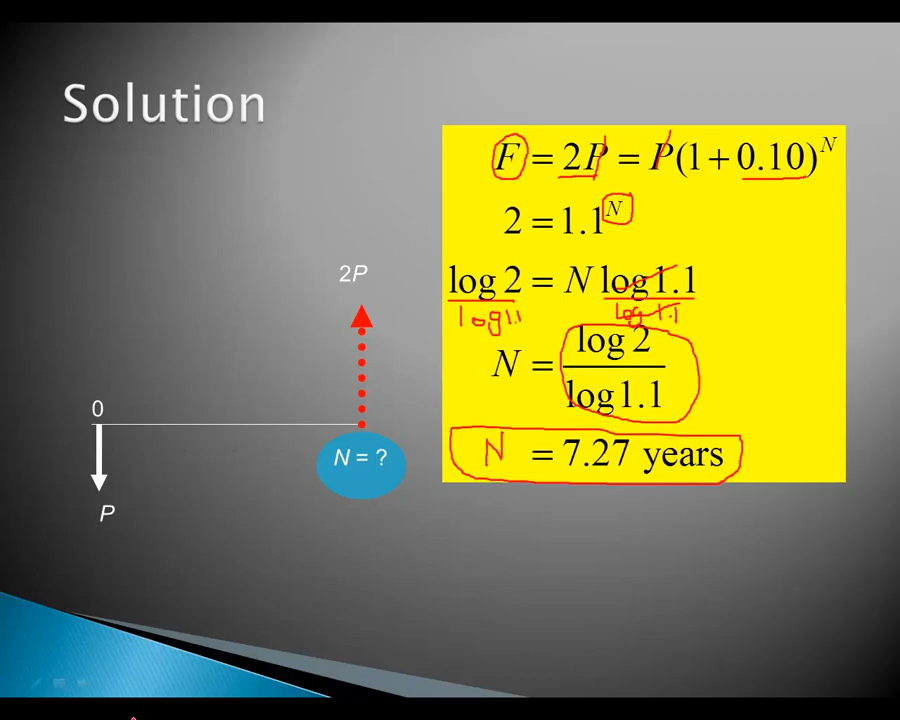 Solution
F = 2P = P(1 + 0.10)^N
2 = 1.1^N
log 2 = N log 1.1
log 1.1 log 1.1
N = log 2 / log 1.1
N = 7.27 years
2P
0
N = ?
P